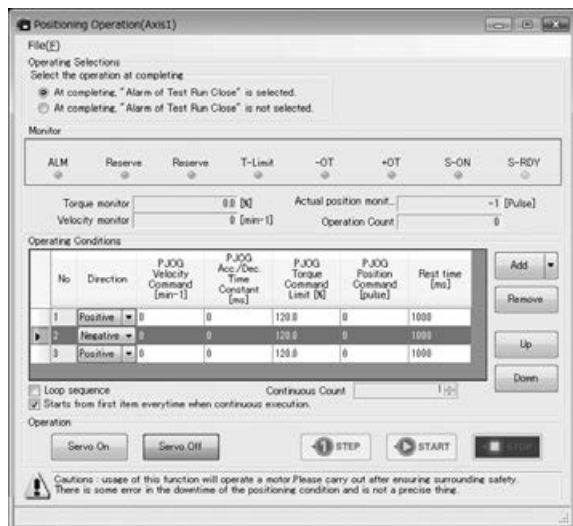 Positioning Operation(Axis1)
File(F)
Operating Selections
Select the operation at completing
At completing, "Alarm of Test Run Close" is selected.
At completing, "Alarm of Test Run Close" is not selected.
Monitor
ALM Reserve Reserve T-Limit -OT +OT S-ON S-RDY
Torque monitor 0.0 [%] Actual position monit... -1 [Pulse]
Velocity monitor 0 [min-1] Operation Count 0
Operating Conditions
No Direction PJOG Velocity Command [min-1] PJOG Acc./Dec. Time Constant [ms] PJOG Torque Command Limit [%] PJOG Position Command [pulse] Rest time [ms]
1 Positive 0 0 120.0 0 1000
2 Negative 0 0 120.0 0 1000
3 Positive 0 0 120.0 0 1000
Add
Remove
Up
Down
Loop sequence Continuous Count 1
Starts from first item everytime when continuous execution.
Operation
Servo On Servo Off 1 STEP START STOP
Cautions : usage of this function will operate a motor.Please carry out after ensuring surrounding safety.
There is some error in the downtime of the positioning condition and is not a precise thing.